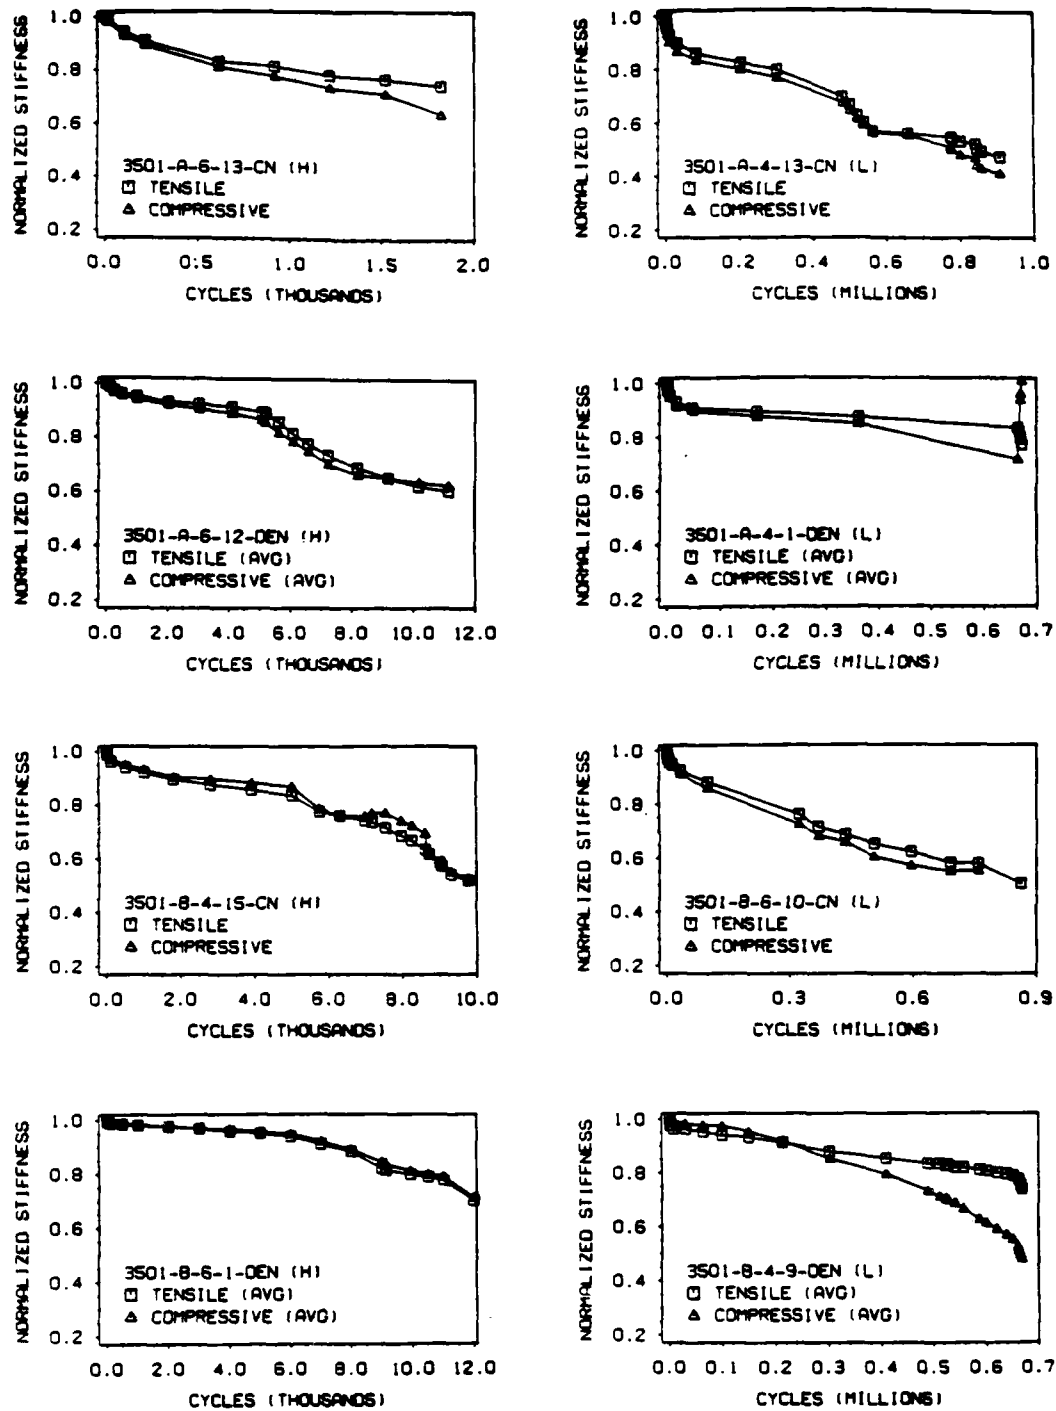 NORMALIZED STIFFNESS
1.0
0.8
0.6
0.4
0.2
3501-A-6-13-CN (H)
TENSILE
COMPRESSIVE
0.0 0.5 1.0 1.5 2.0
CYCLES (THOUSANDS)
NORMALIZED STIFFNESS
1.0
0.8
0.6
0.4
0.2
3501-A-4-13-CN (L)
TENSILE
COMPRESSIVE
0.0 0.2 0.4 0.6 0.8 1.0
CYCLES (MILLIONS)
NORMALIZED STIFFNESS
1.0
0.8
0.6
0.4
0.2
3501-A-6-12-DEN (H)
TENSILE (AVG)
COMPRESSIVE (AVG)
0.0 2.0 4.0 6.0 8.0 10.0 12.0
CYCLES (THOUSANDS)
NORMALIZED STIFFNESS
1.0
0.8
0.6
0.4
0.2
3501-A-4-1-DEN (L)
TENSILE (AVG)
COMPRESSIVE (AVG)
0.0 0.1 0.2 0.3 0.4 0.5 0.6 0.7
CYCLES (MILLIONS)
NORMALIZED STIFFNESS
1.0
0.8
0.6
0.4
0.2
3501-B-4-15-CN (H)
TENSILE
COMPRESSIVE
0.0 2.0 4.0 6.0 8.0 10.0
CYCLES (THOUSANDS)
NORMALIZED STIFFNESS
1.0
0.8
0.6
0.4
0.2
3501-B-6-10-CN (L)
TENSILE
COMPRESSIVE
0.0 0.3 0.6 0.9
CYCLES (MILLIONS)
NORMALIZED STIFFNESS
1.0
0.8
0.6
0.4
0.2
3501-B-6-1-DEN (H)
TENSILE (AVG)
COMPRESSIVE (AVG)
0.0 2.0 4.0 6.0 8.0 10.0 12.0
CYCLES (THOUSANDS)
NORMALIZED STIFFNESS
1.0
0.8
0.6
0.4
0.2
3501-B-4-9-DEN (L)
TENSILE (AVG)
COMPRESSIVE (AVG)
0.0 0.1 0.2 0.3 0.4 0.5 0.6 0.7
CYCLES (MILLIONS)